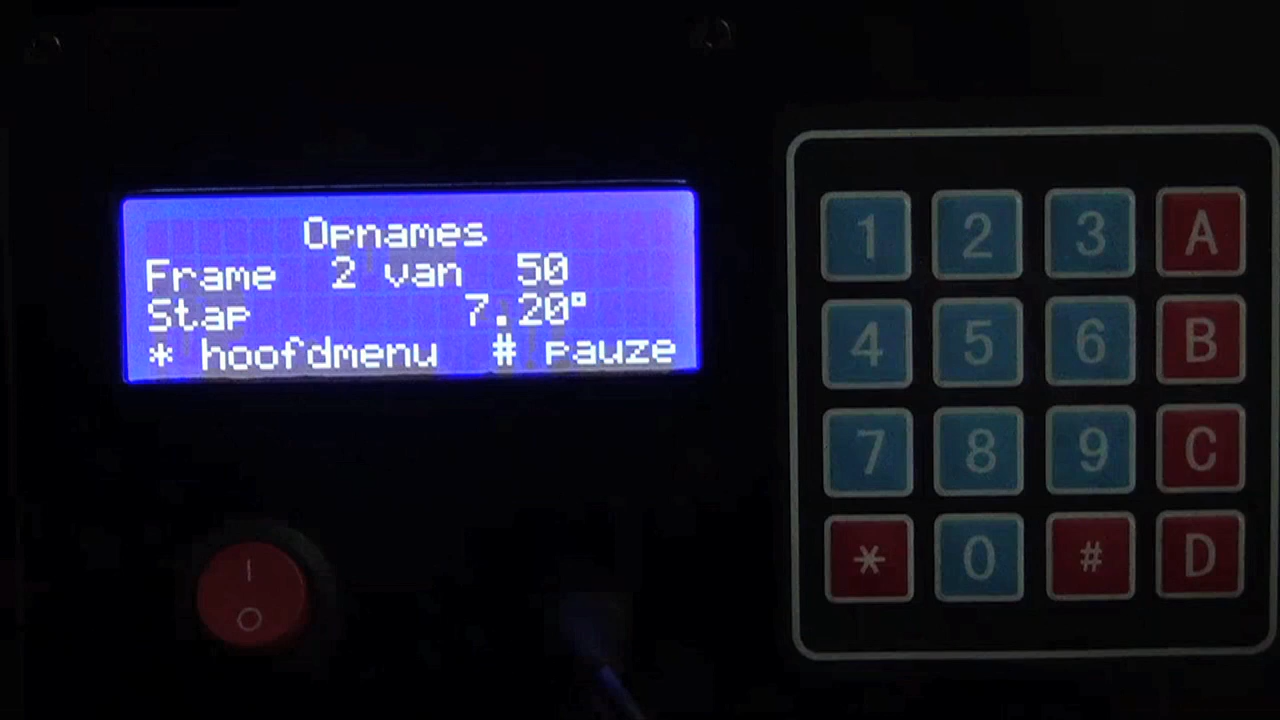 Opnames
Frame 2 van 50
Stap 7.20°
* hoofdmenu # pauze
1 2 3 A
4 5 6 B
7 8 9 C
* 0 # D
I
O